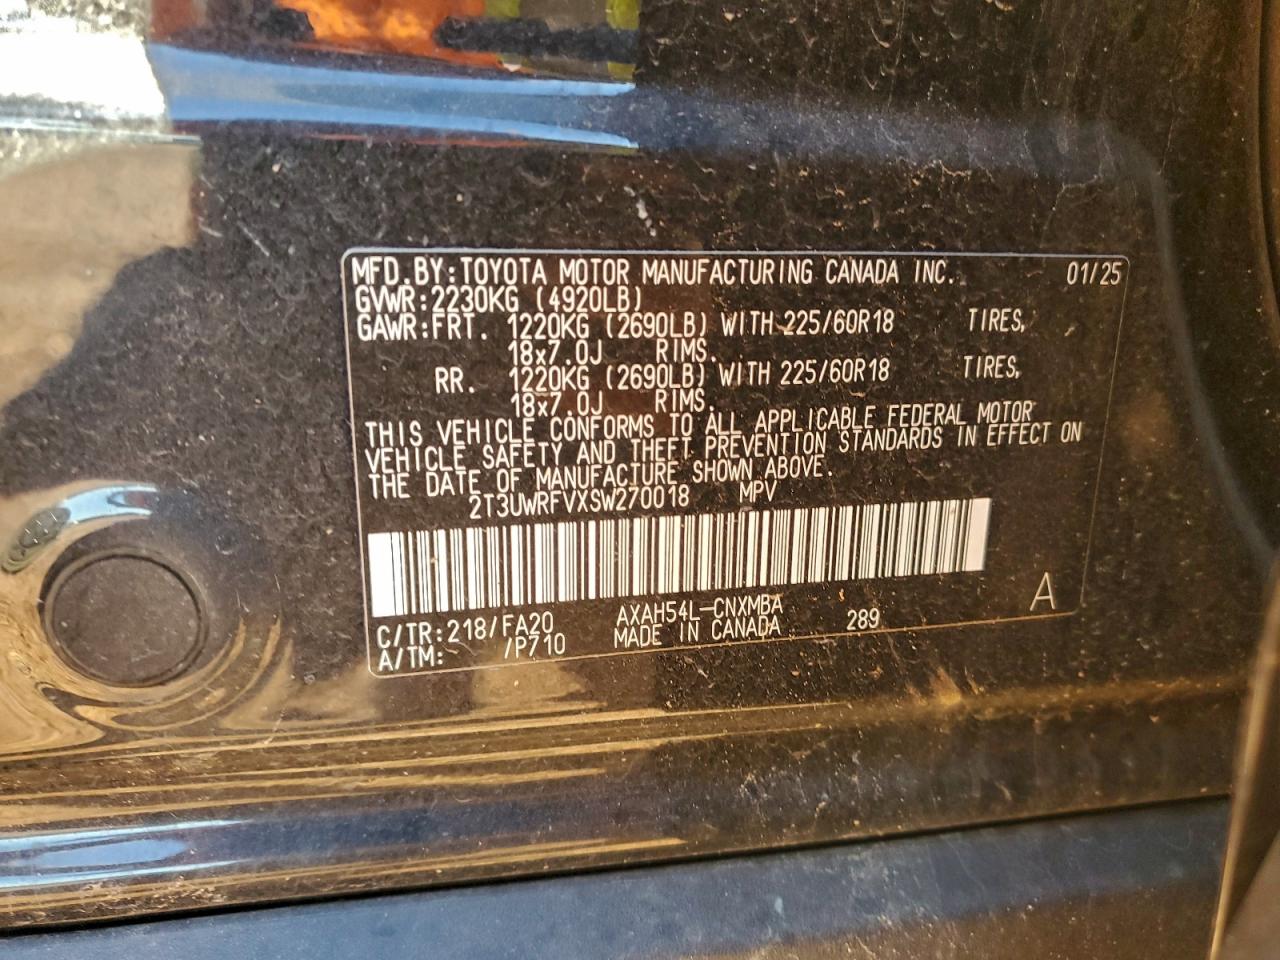 MFD.BY:TOYOTA MOTOR MANUFACTURING CANADA INC. 01/25
GVWR:2230KG (4920LB)
GAWR:FRT. 1220KG (2690LB) WITH 225/60R18 TIRES,
18x7.0J RIMS.
RR. 1220KG (2690LB) WITH 225/60R18 TIRES,
18x7.0J RIMS.
THIS VEHICLE CONFORMS TO ALL APPLICABLE FEDERAL MOTOR
VEHICLE SAFETY AND THEFT PREVENTION STANDARDS IN EFFECT ON
THE DATE OF MANUFACTURE SHOWN ABOVE.
2T3UWRFVXSW270018 MPV
C/TR:218/FA20 AXAH54L-CNXMBA 289 A
A/TM: /P710 MADE IN CANADA